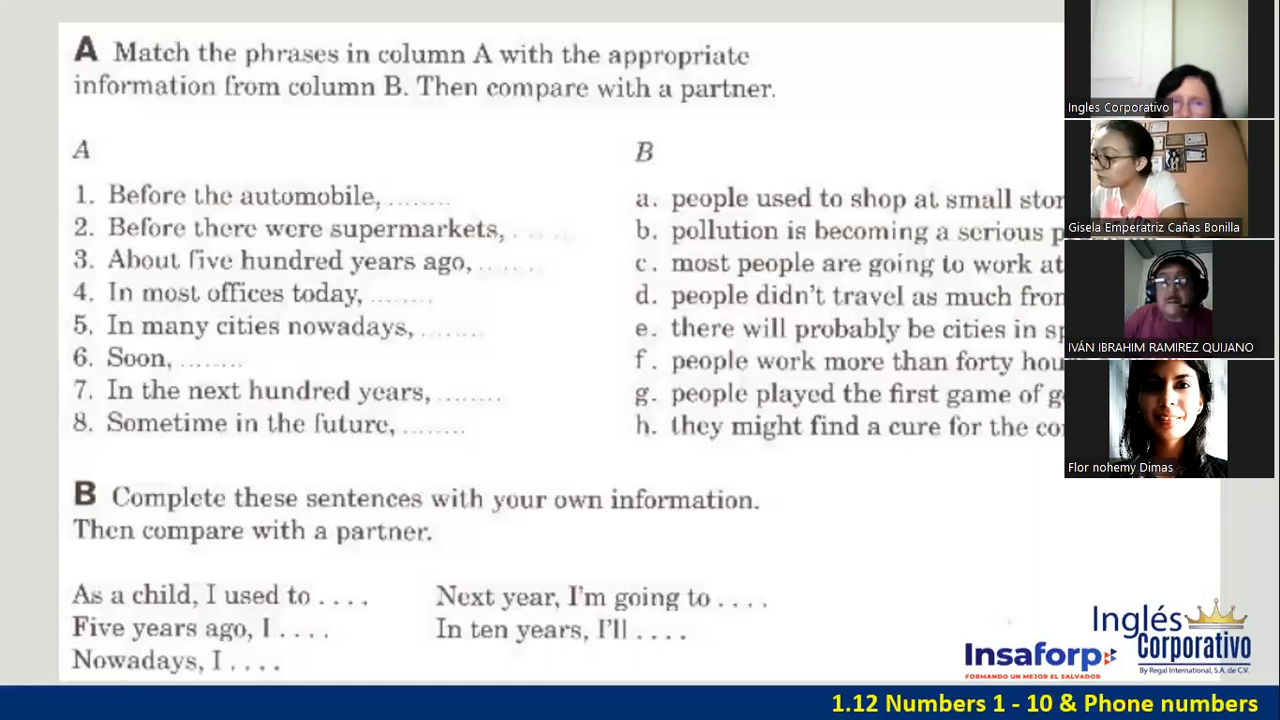 A Match the phrases in column A with the appropriate
information from column B. Then compare with a partner.
A
1. Before the automobile, ........
2. Before there were supermarkets, ........
3. About five hundred years ago, ........
4. In most offices today, ........
5. In many cities nowadays, ........
6. Soon, ........
7. In the next hundred years, ........
8. Sometime in the future, ........
B
a. people used to shop at small
b. pollution is becoming a serious
c. most people are going to work at
d. people didn't travel as much
e. there will probably be cities in
f. people work more than forty
g. people played the first game of
h. they might find a cure for the
B Complete these sentences with your own information.
Then compare with a partner.
As a child, I used to . . . .
Five years ago, I . . . .
Nowadays, I . . . .
Next year, I'm going to . . . .
In ten years, I'll . . . .
Ingles Corporativo
Gisela Emperatriz Cañas Bonilla
IVÁN IBRAHIM RAMIREZ QUIJANO
Flor nohemy Dimas
Insaforp
FORMANDO UN MEJOR EL SALVADOR
Inglés
Corporativo
By Regal International, S.A. de C.V.
1.12 Numbers 1 - 10 & Phone numbers